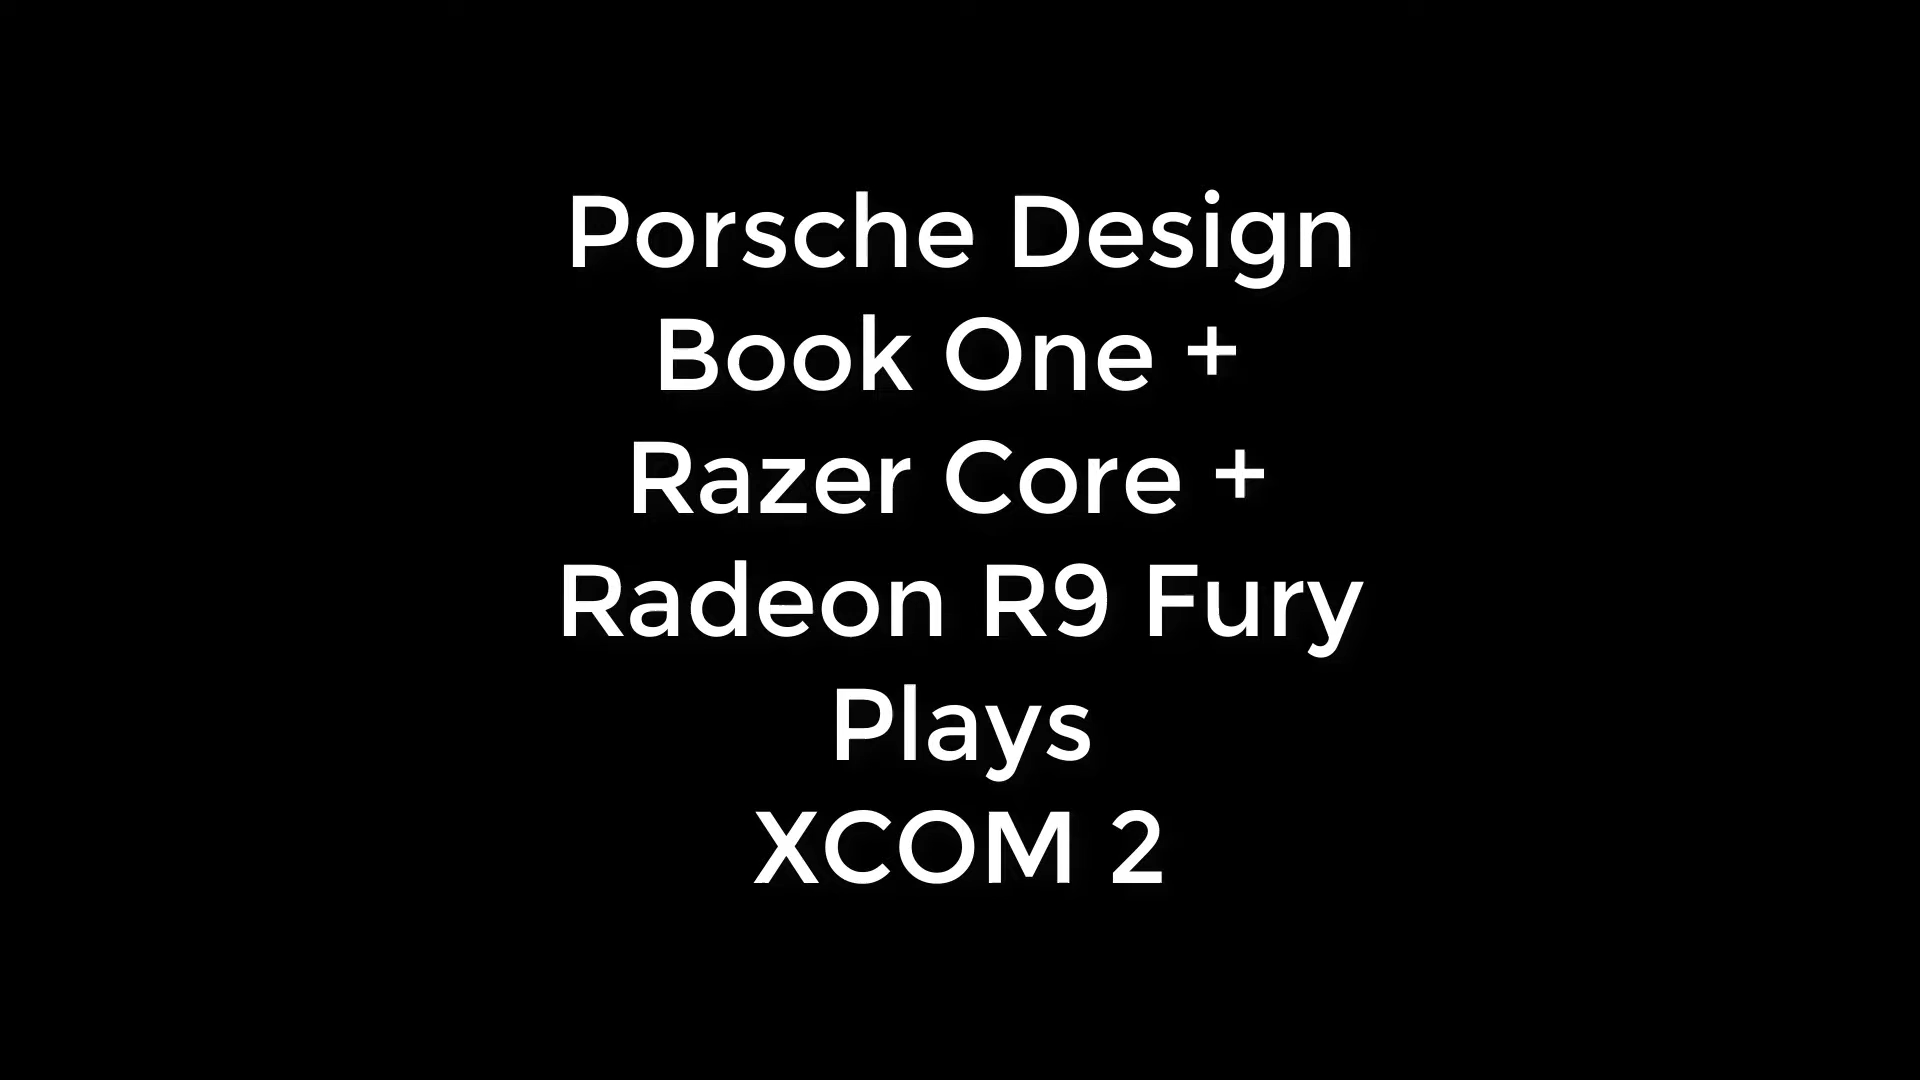 Porsche Design
Book One +
Razer Core +
Radeon R9 Fury
Plays
XCOM 2